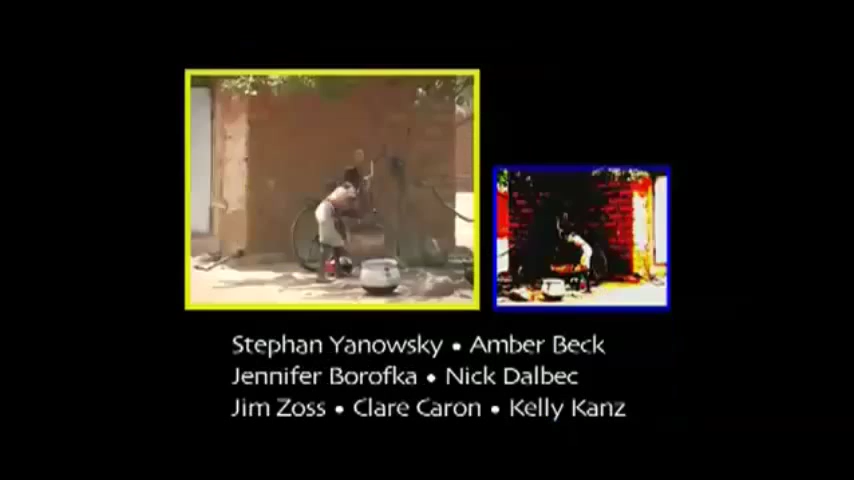 Stephan Yanowsky • Amber Beck
Jennifer Borofka • Nick Dalbec
Jim Zoss • Clare Caron • Kelly Kanz